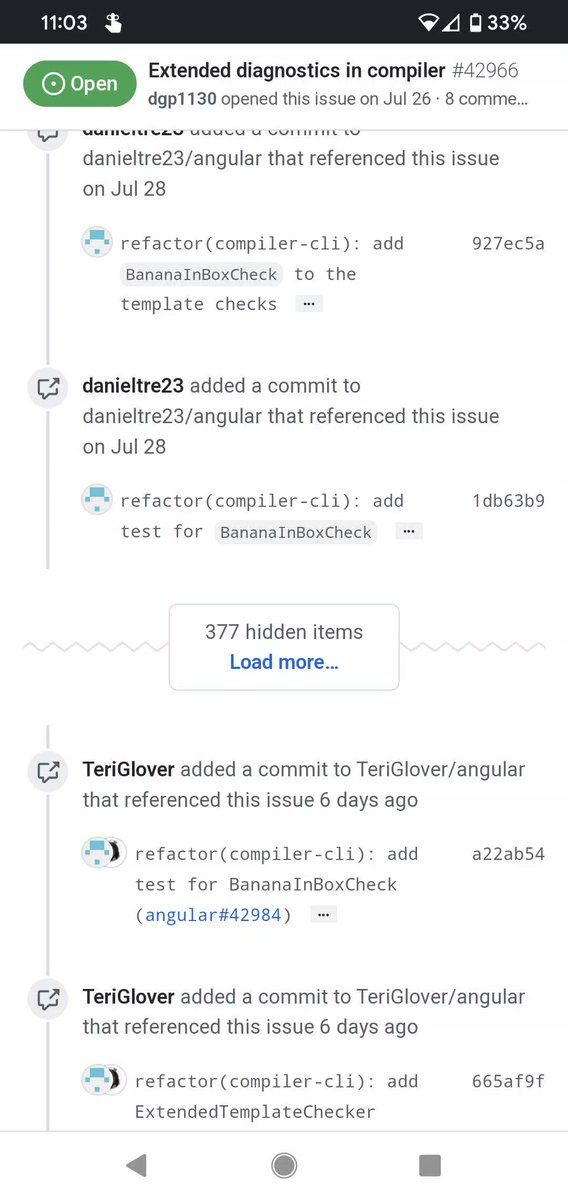 11:03
33%
Open
Extended diagnostics in compiler #42966
dgp1130 opened this issue on Jul 26 · 8 comme…
danieltre23 added a commit to
danieltre23/angular that referenced this issue
on Jul 28
refactor(compiler-cli): add 927ec5a
BananaInBoxCheck to the
template checks ...
danieltre23 added a commit to
danieltre23/angular that referenced this issue
on Jul 28
refactor(compiler-cli): add 1db63b9
test for BananaInBoxCheck ...
377 hidden items
Load more…
TeriGlover added a commit to TeriGlover/angular
that referenced this issue 6 days ago
refactor(compiler-cli): add a22ab54
test for BananaInBoxCheck
(angular#42984) ...
TeriGlover added a commit to TeriGlover/angular
that referenced this issue 6 days ago
refactor(compiler-cli): add 665af9f
ExtendedTemplateChecker